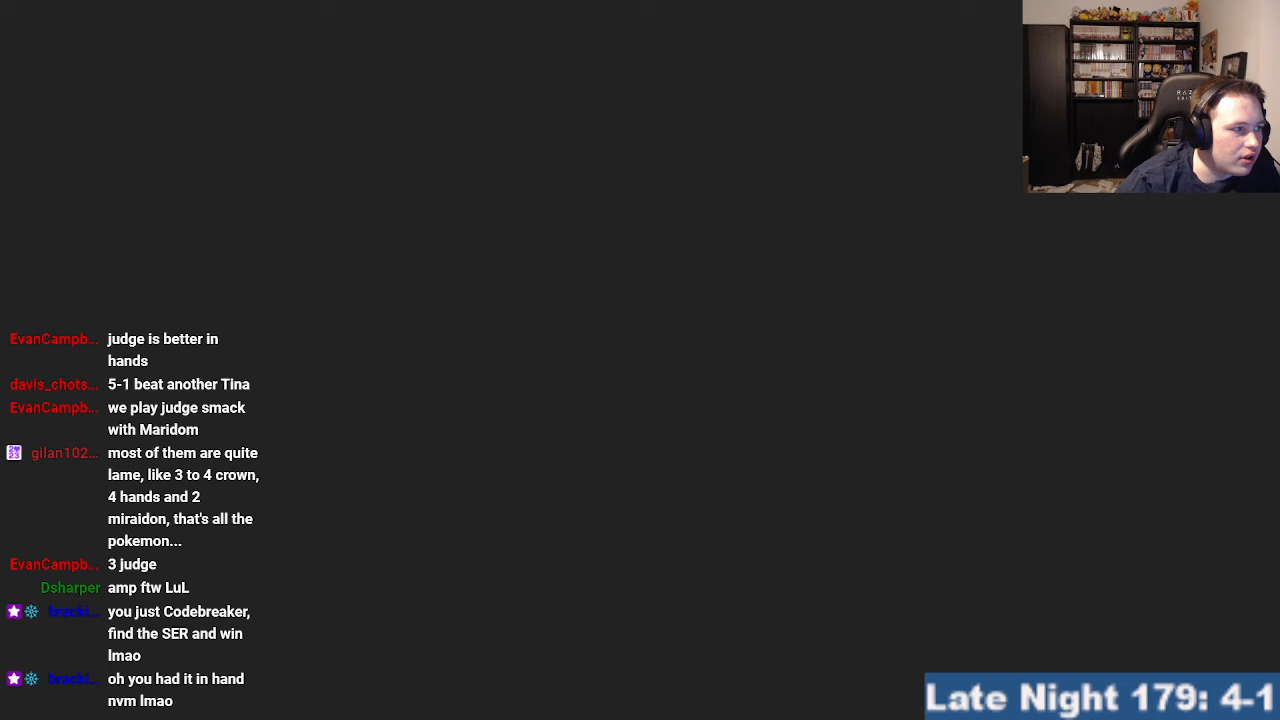 EvanCampb... judge is better in
hands
davis_chots... 5-1 beat another Tina
EvanCampb... we play judge smack
with Maridom
gilan102... most of them are quite
lame, like 3 to 4 crown,
4 hands and 2
miraidon, that's all the
pokemon...
EvanCampb... 3 judge
Dsharper amp ftw LuL
you just Codebreaker,
find the SER and win
lmao
oh you had it in hand
nvm lmao
Late Night 179: 4-1